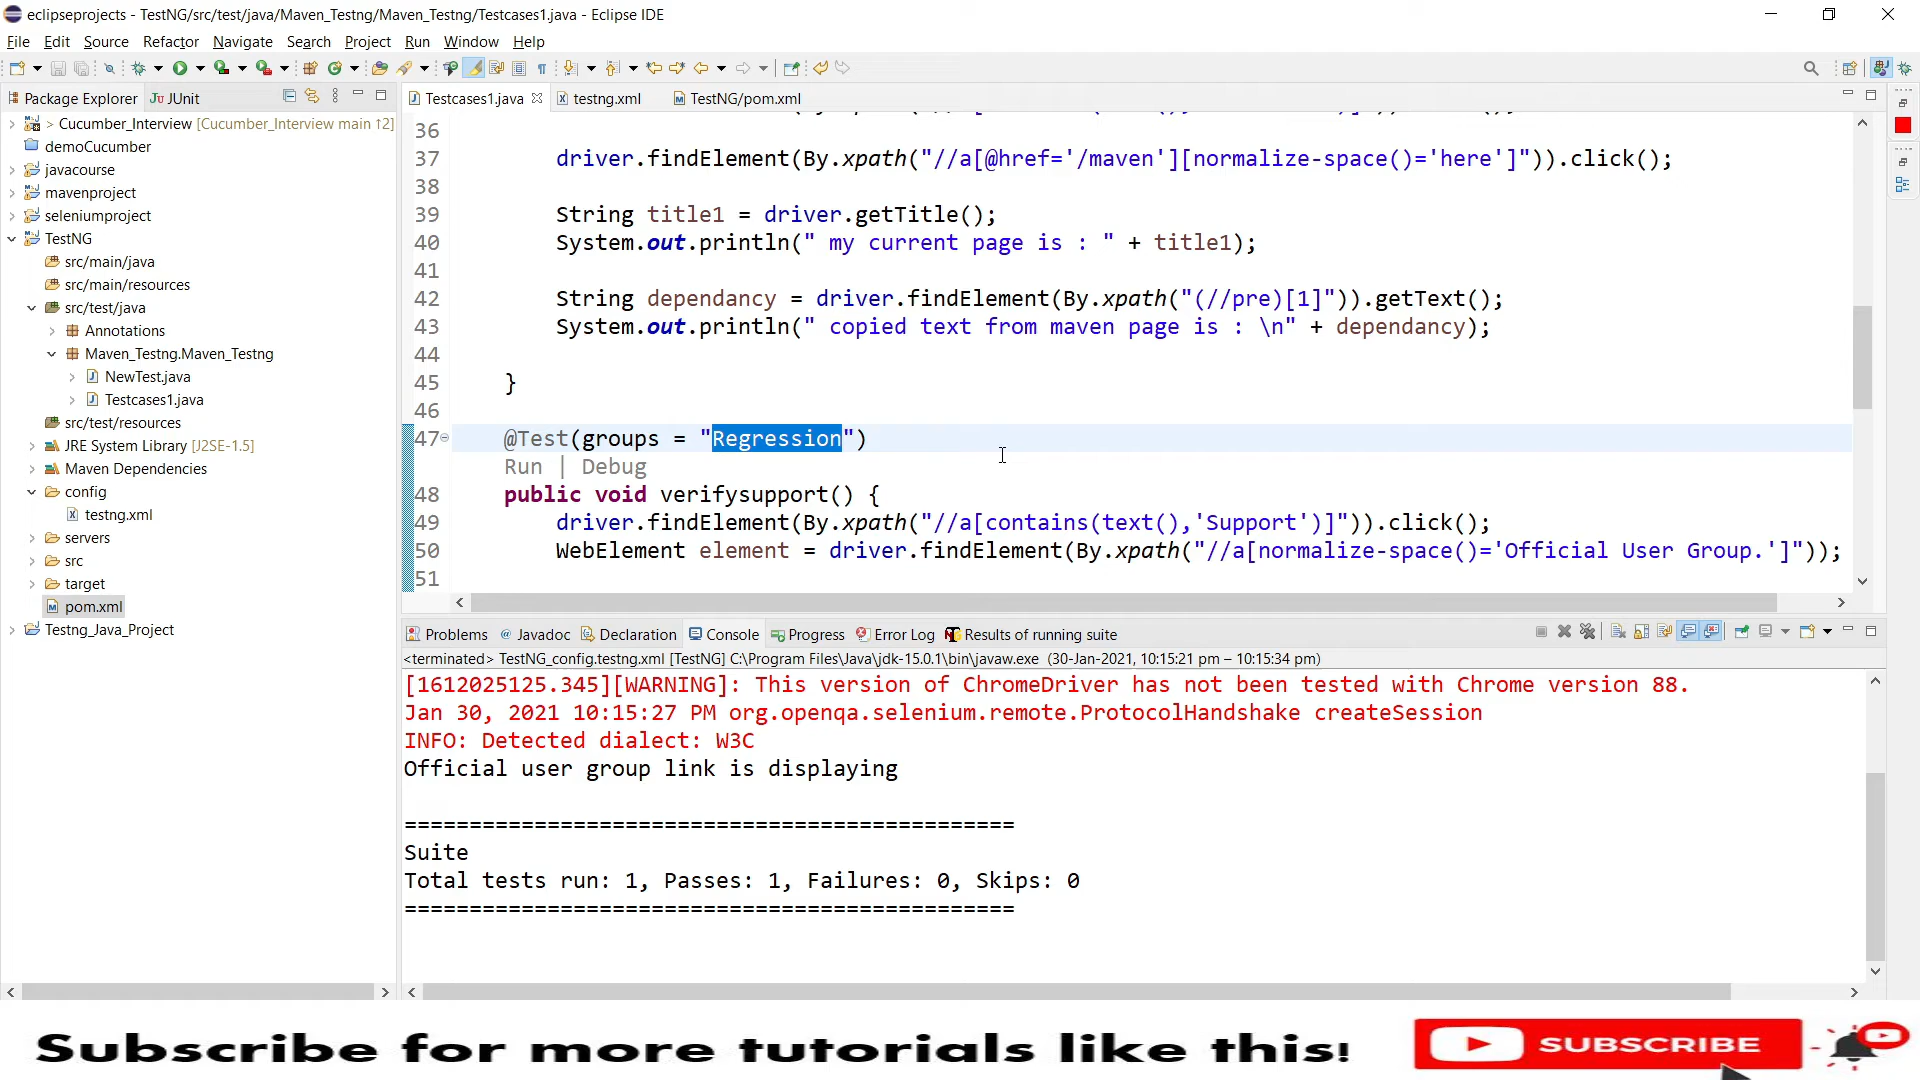 eclipseprojects - TestNG/src/test/java/Maven_Testng/Maven_Testng/Testcases1.java - Eclipse IDE
File Edit Source Refactor Navigate Search Project Run Window Help
Package Explorer JUnit
> Cucumber_Interview [Cucumber_Interview main ↑2]
demoCucumber
javacourse
mavenproject
seleniumproject
TestNG
src/main/java
src/main/resources
src/test/java
Annotations
Maven_Testng.Maven_Testng
NewTest.java
Testcases1.java
src/test/resources
JRE System Library [J2SE-1.5]
Maven Dependencies
config
testng.xml
servers
src
target
pom.xml
Testng_Java_Project
Testcases1.java testng.xml TestNG/pom.xml
36
37 driver.findElement(By.xpath("//a[@href='/maven'][normalize-space()='here']")).click();
38
39 String title1 = driver.getTitle();
40 System.out.println(" my current page is : " + title1);
41
42 String dependancy = driver.findElement(By.xpath("(//pre)[1]")).getText();
43 System.out.println(" copied text from maven page is : \n" + dependancy);
44
45 }
46
47 @Test(groups = "Regression")
Run | Debug
48 public void verifysupport() {
49 driver.findElement(By.xpath("//a[contains(text(),'Support')]")).click();
50 WebElement element = driver.findElement(By.xpath("//a[normalize-space()='Official User Group.']"));
51
Problems Javadoc Declaration Console Progress Error Log Results of running suite
<terminated> TestNG_config.testng.xml [TestNG] C:\Program Files\Java\jdk-15.0.1\bin\javaw.exe (30-Jan-2021, 10:15:21 pm – 10:15:34 pm)
[1612025125.345][WARNING]: This version of ChromeDriver has not been tested with Chrome version 88.
Jan 30, 2021 10:15:27 PM org.openqa.selenium.remote.ProtocolHandshake createSession
INFO: Detected dialect: W3C
Official user group link is displaying
===============================================
Suite
Total tests run: 1, Passes: 1, Failures: 0, Skips: 0
===============================================
Subscribe for more tutorials like this!
SUBSCRIBE